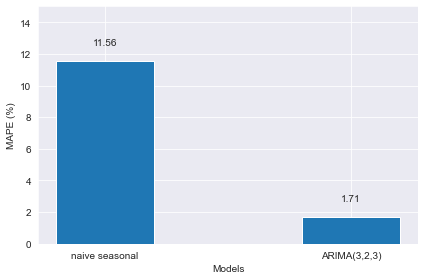 14
12
10
8
6
4
2
0
MAPE (%)
11.56
1.71
naive seasonal
ARIMA(3,2,3)
Models